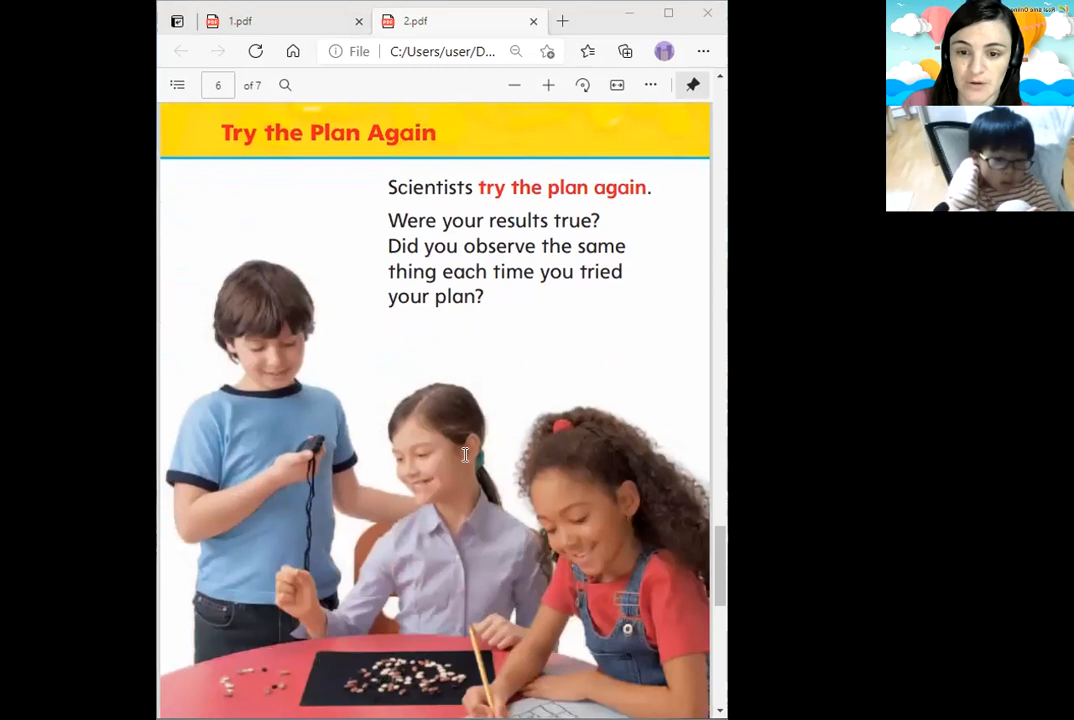 1.pdf
2.pdf
File
C:/Users/user/D...
6
of 7
Try the Plan Again
Scientists try the plan again.
Were your results true?
Did you observe the same
thing each time you tried
your plan?